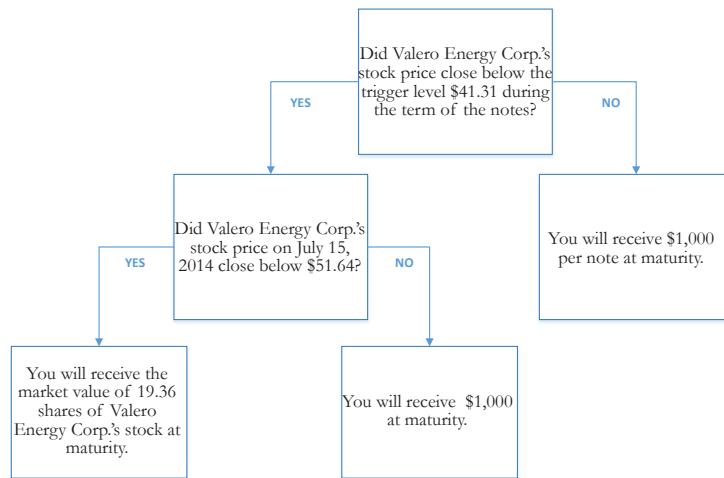 Did Valero Energy Corp.'s
stock price close below the
trigger level $41.31 during
the term of the notes?
YES
NO
Did Valero Energy Corp.'s
stock price on July 15,
2014 close below $51.64?
You will receive $1,000
per note at maturity.
YES
NO
You will receive the
market value of 19.36
shares of Valero
Energy Corp.'s stock at
maturity.
You will receive $1,000
at maturity.